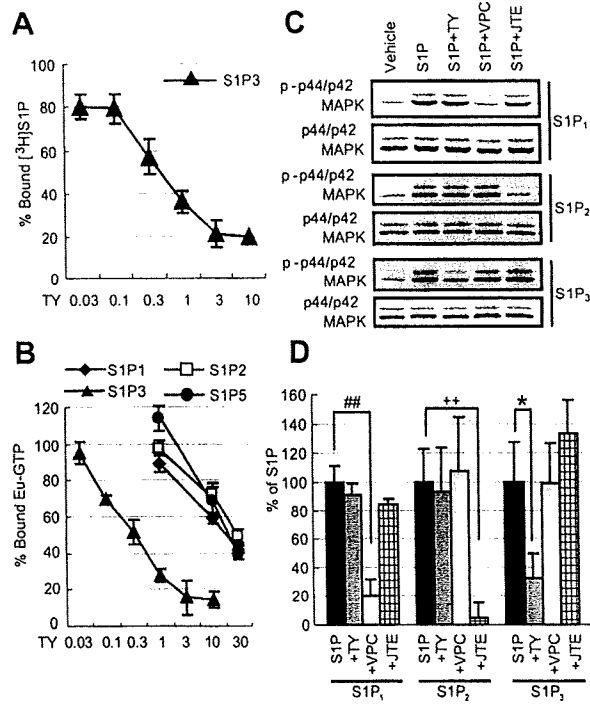 A
S1P3
100
80
60
40
20
0
% Bound [³H]S1P
TY 0.03 0.1 0.3 1 3 10
B
S1P1 S1P2
S1P3 S1P5
120
100
80
60
40
20
0
% Bound Eu-GTP
TY 0.03 0.1 0.3 1 3 10 30
C
Vehicle S1P S1P+TY S1P+VPC S1P+JTE
p-p44/p42
MAPK
p44/p42
MAPK
S1P₁
p-p44/p42
MAPK
p44/p42
MAPK
S1P₂
p-p44/p42
MAPK
p44/p42
MAPK
S1P₃
D
160
140
120
100
80
60
40
20
0
% of S1P
## ++ *
S1P +TY +VPC +JTE S1P +TY +VPC +JTE S1P +TY +VPC +JTE
S1P₁ S1P₂ S1P₃